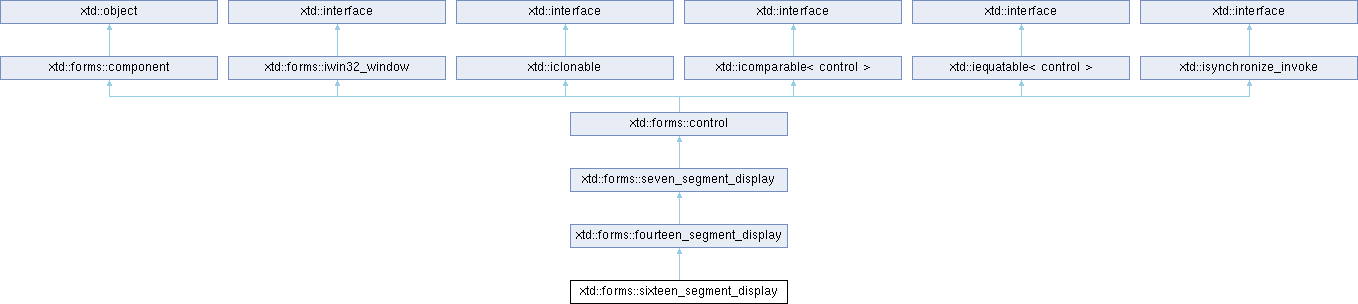 xtd::object
xtd::interface
xtd::interface
xtd::interface
xtd::interface
xtd::interface
xtd::forms::component
xtd::forms::iwin32_window
xtd::iclonable
xtd::icomparable< control >
xtd::iequatable< control >
xtd::isynchronize_invoke
xtd::forms::control
xtd::forms::seven_segment_display
xtd::forms::fourteen_segment_display
xtd::forms::sixteen_segment_display